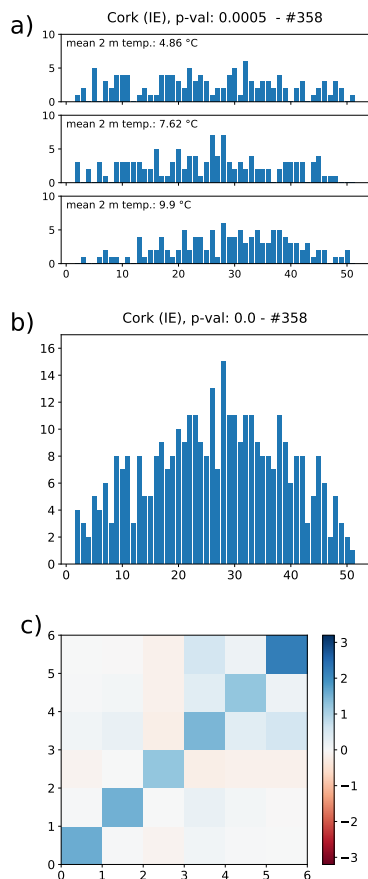 a)
Cork (IE), p-val: 0.0005  - #358
10
mean 2 m temp.: 4.86 °C
5
0
10
mean 2 m temp.: 7.62 °C
5
0
10
mean 2 m temp.: 9.9 °C
5
0
0 10 20 30 40 50
b)
Cork (IE), p-val: 0.0 - #358
16
14
12
10
8
6
4
2
0
0 10 20 30 40 50
c)
6
5
4
3
2
1
0
0 1 2 3 4 5 6
3
2
1
0
−1
−2
−3